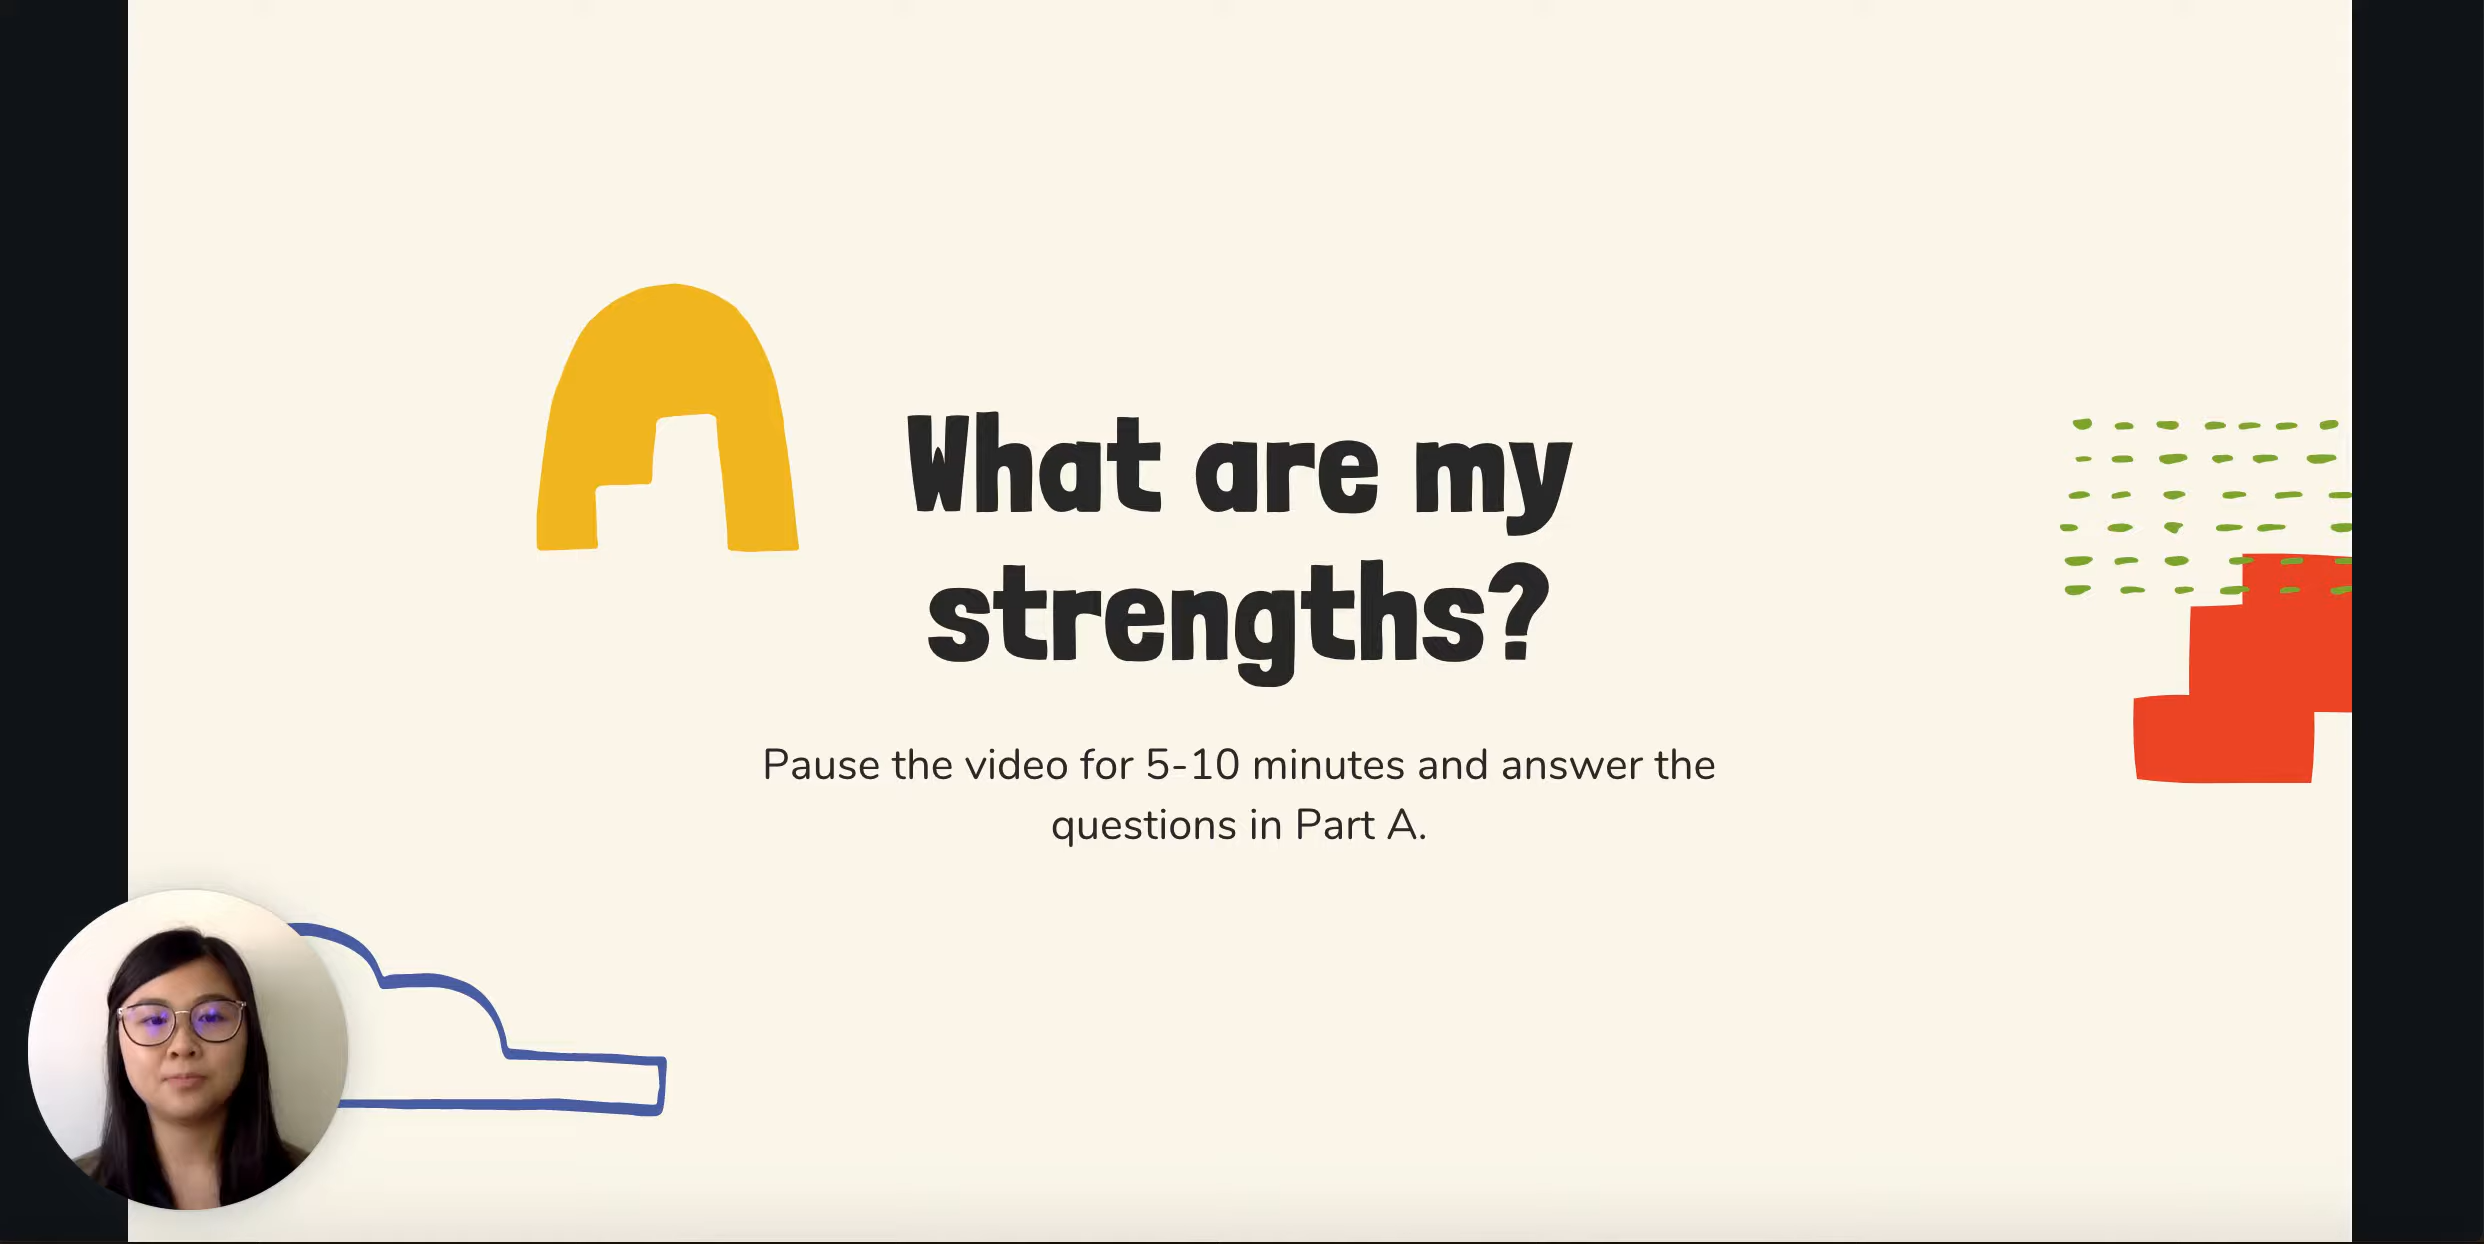 What are my
strengths?
Pause the video for 5-10 minutes and answer the
questions in Part A.